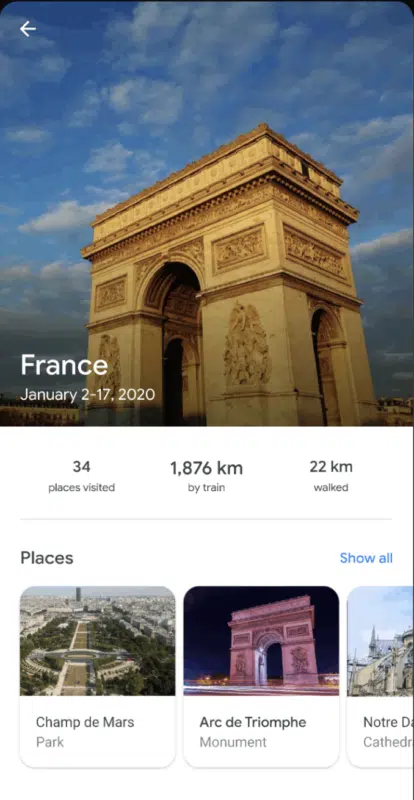 France
January 2-17, 2020
34
places visited
1,876 km
by train
22 km
walked
Places
Show all
Champ de Mars
Park
Arc de Triomphe
Monument
Notre Da
Cathedr